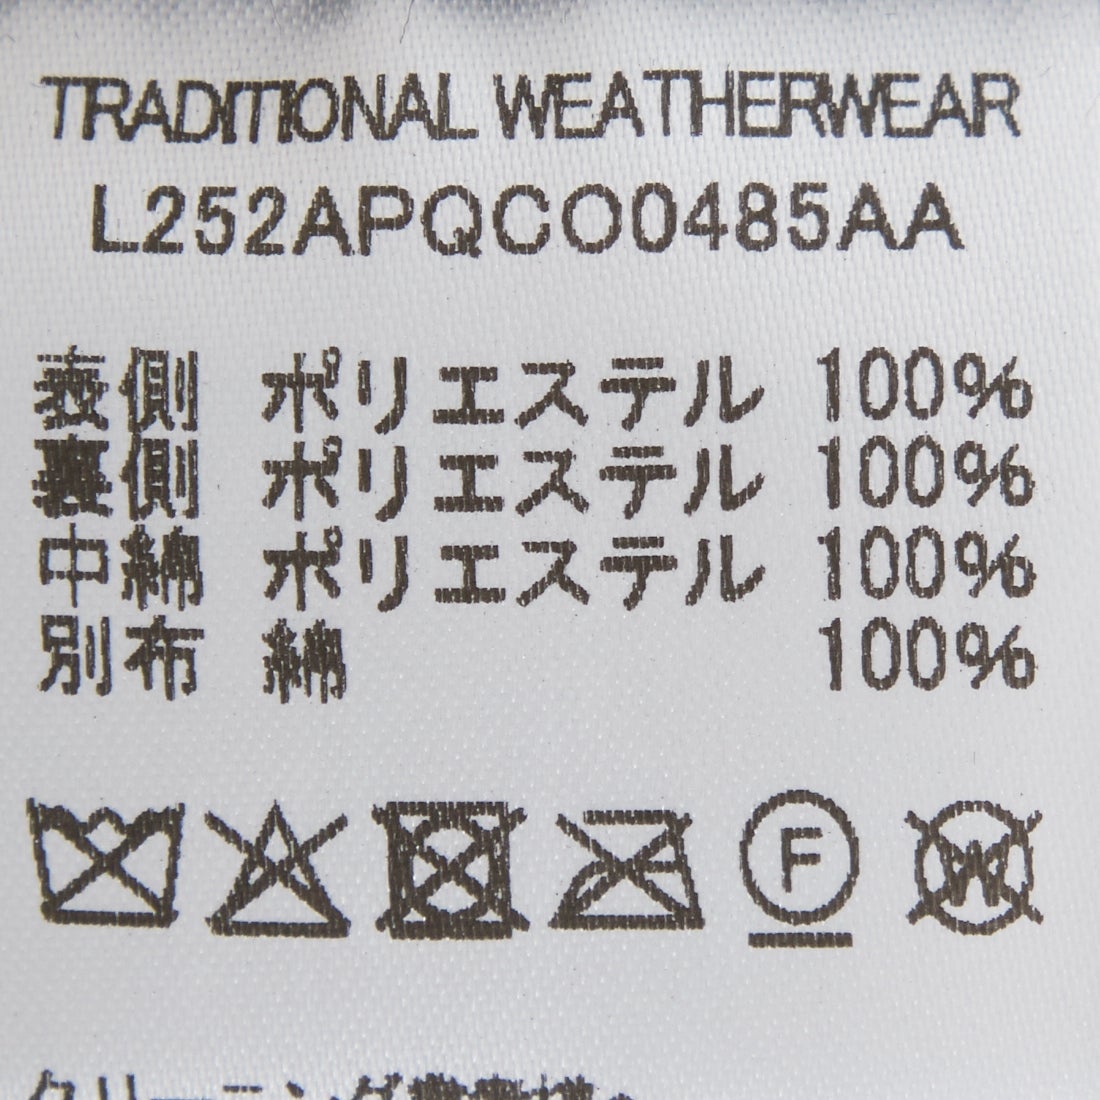 TRADITIONAL WEATHERWEAR
L252APQCO0485AA
表側 ポリエステル 100%
裏側 ポリエステル 100%
中綿 ポリエステル 100%
別布 綿 100%
F
W